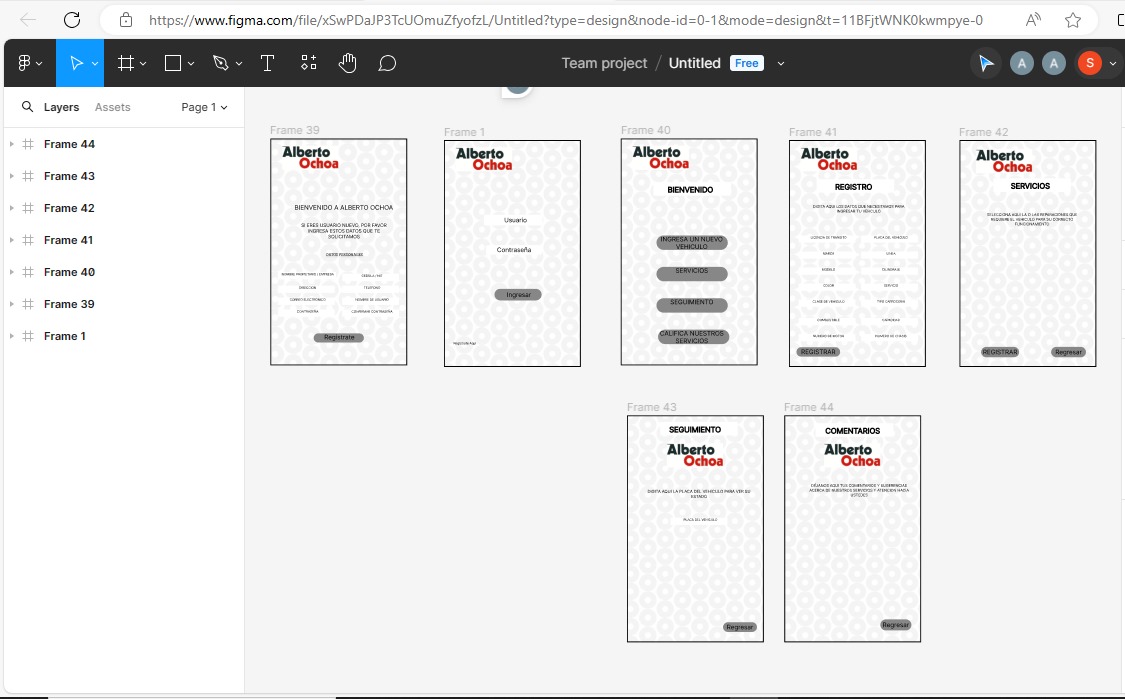 https://www.figma.com/file/xSwPDaJP3TcUOmuZfyofzL/Untitled?type=design&node-id=0-1&mode=design&t=11BFjtWNK0kwmpye-0
Team project / Untitled Free
A A S
Layers Assets Page 1
Frame 44
Frame 43
Frame 42
Frame 41
Frame 40
Frame 39
Frame 1
Frame 39
Alberto
Ochoa
BIENVENIDO A ALBERTO OCHOA
SI ERES USUARIO NUEVO, POR FAVOR
INGRESA ESTOS DATOS QUE TE
SOLICITAMOS
DATOS PERSONALES
NOMBRE PROPIETARIO / EMPRESA
CEDULA / NIT
DIRECCION
TELEFONO
CORREO ELECTRONICO
NOMBRE DE USUARIO
CONTRASEÑA
CONFIRMAR CONTRASEÑA
Registrate
Frame 1
Alberto
Ochoa
Usuario
Contraseña
Ingresar
Registrate Aqui
Frame 40
Alberto
Ochoa
BIENVENIDO
INGRESA UN NUEVO
VEHICULO
SERVICIOS
SEGUIMIENTO
CALIFICA NUESTROS
SERVICIOS
Frame 41
Alberto
Ochoa
REGISTRO
DIGITA AQUI LOS DATOS QUE NECESITAMOS PARA
INGRESAR TU VEHICULO
LICENCIA DE TRANSITO
PLACA DEL VEHICULO
MARCA
LINEA
MODELO
CILINDRAJE
COLOR
SERVICIO
CLASE DE VEHICULO
TIPO CARROCERIA
COMBUSTIBLE
CAPACIDAD
NUMERO DE MOTOR
NUMERO DE CHASIS
REGISTRAR
Frame 42
Alberto
Ochoa
SERVICIOS
SELECCIONA AQUI LA O LAS REPARACIONES QUE
REQUIERE EL VEHICULO PARA SU CORRECTO
FUNCIONAMIENTO
REGISTRAR
Regresar
Frame 43
SEGUIMIENTO
Alberto
Ochoa
DIGITA AQUI LA PLACA DEL VEHICULO PARA VER SU
ESTADO
PLACA DEL VEHICULO
Regresar
Frame 44
COMENTARIOS
Alberto
Ochoa
DÉJANOS AQUI TUS COMENTARIOS Y SUGERENCIAS
ACERCA DE NUESTROS SERVICIOS Y ATENCION HACIA
USTEDES
Regresar